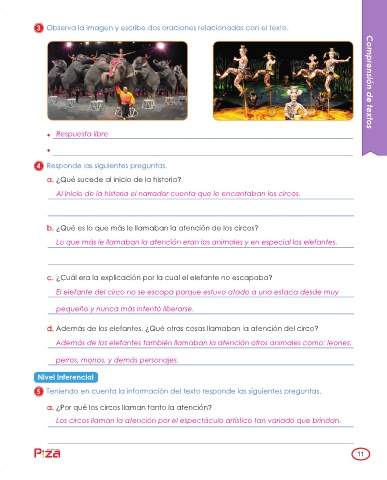 3 Observa la imagen y escribe dos oraciones relacionadas con el texto.
Comprensión de textos
• Respuesta libre
•
4 Responde las siguientes preguntas.
a. ¿Qué sucede al inicio de la historia?
Al inicio de la historia el narrador cuenta que le encantaban los circos.
b. ¿Qué es lo que más le llamaban la atención de los circos?
Lo que más le llamaban la atención eran los animales y en especial los elefantes.
c. ¿Cuál era la explicación por la cual el elefante no escapaba?
El elefante del circo no se escapa porque estuvo atado a una estaca desde muy
pequeño y nunca más intentó liberarse.
d. Además de los elefantes, ¿Qué otras cosas llamaban la atención del circo?
Además de los elefantes también llamaban la atención otros animales como: leones,
perros, monos, y demás personajes.
Nivel Inferencial
5 Teniendo en cuenta la información del texto responde las siguientes preguntas.
a. ¿Por qué los circos llaman tanto la atención?
Los circos llaman la atención por el espectáculo artístico tan variado que brindan.
Pıza
11